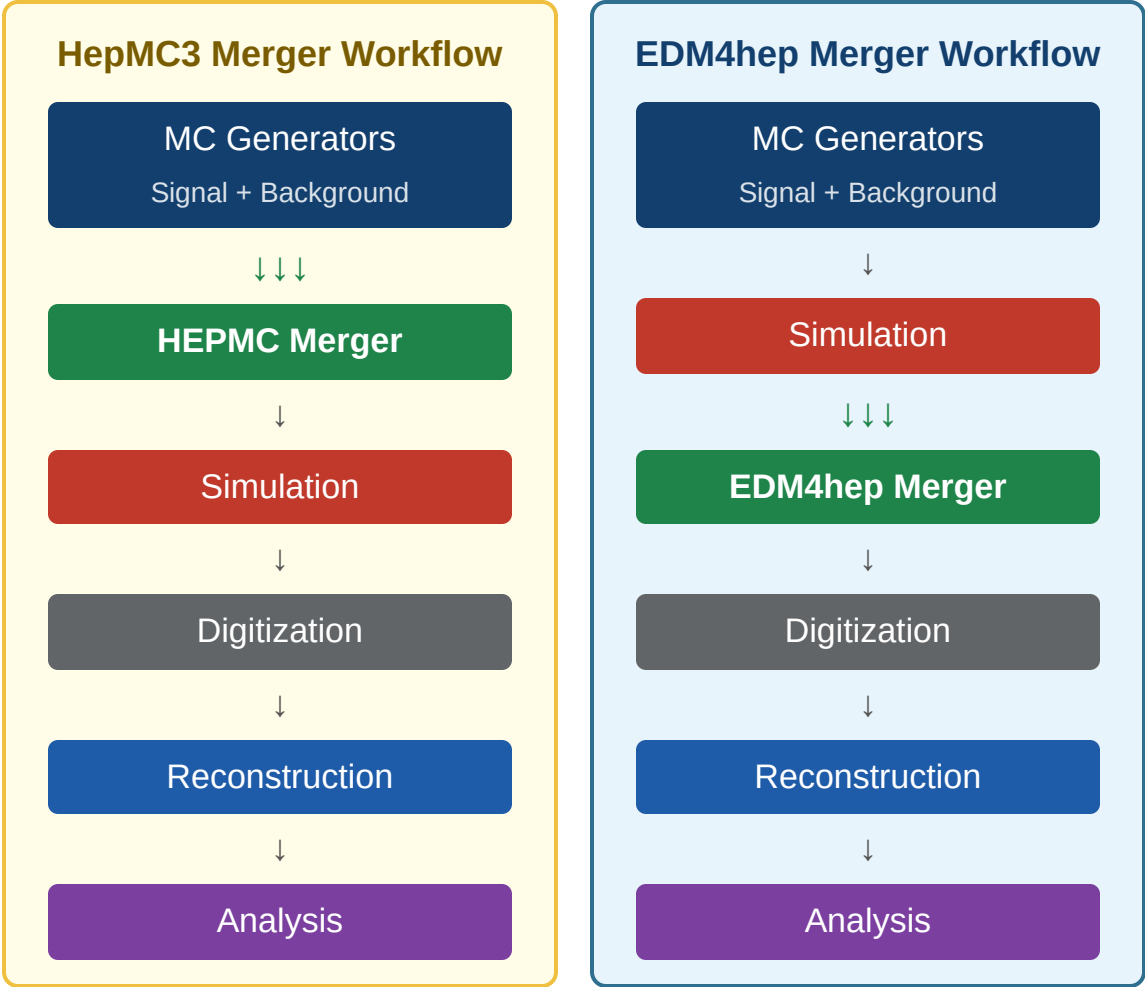 HepMC3 Merger Workflow
MC Generators
Signal + Background
↓↓↓
HEPMC Merger
↓
Simulation
↓
Digitization
↓
Reconstruction
↓
Analysis
EDM4hep Merger Workflow
MC Generators
Signal + Background
↓
Simulation
↓↓↓
EDM4hep Merger
↓
Digitization
↓
Reconstruction
↓
Analysis